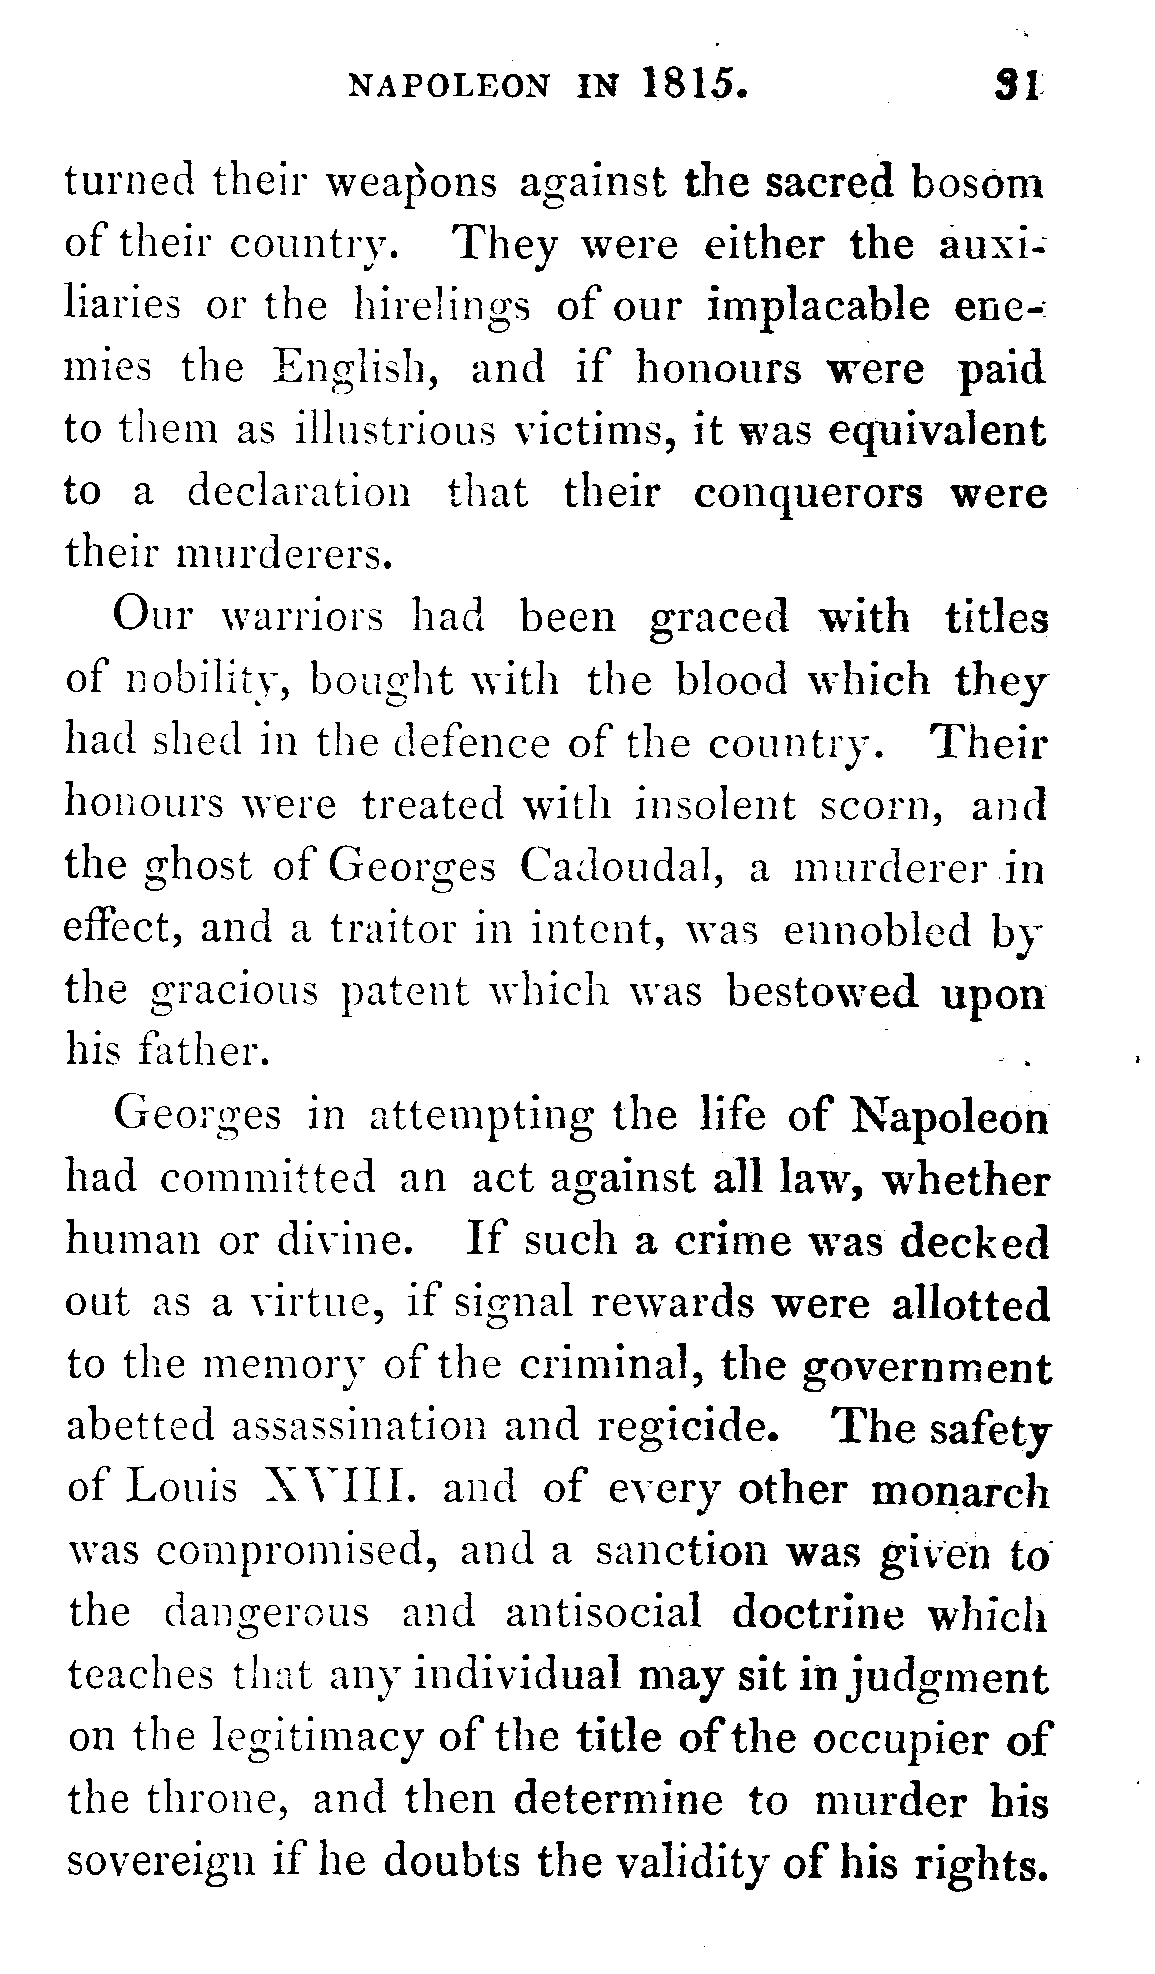 NAPOLEON IN 1815. 31
turned their weapons against the sacred bosom
of their country. They were either the auxi-
liaries or the hirelings of our implacable ene-
mies the English, and if honours were paid
to them as illustrious victims, it was equivalent
to a declaration that their conquerors were
their murderers.
Our warriors had been graced with titles
of nobility, bought with the blood which they
had shed in the defence of the country. Their
honours were treated with insolent scorn, and
the ghost of Georges Cadoudal, a murderer in
effect, and a traitor in intent, was ennobled by
the gracious patent which was bestowed upon
his father.
Georges in attempting the life of Napoleon
had committed an act against all law, whether
human or divine. If such a crime was decked
out as a virtue, if signal rewards were allotted
to the memory of the criminal, the government
abetted assassination and regicide. The safety
of Louis XVIII. and of every other monarch
was compromised, and a sanction was given to
the dangerous and antisocial doctrine which
teaches that any individual may sit in judgment
on the legitimacy of the title of the occupier of
the throne, and then determine to murder his
sovereign if he doubts the validity of his rights.